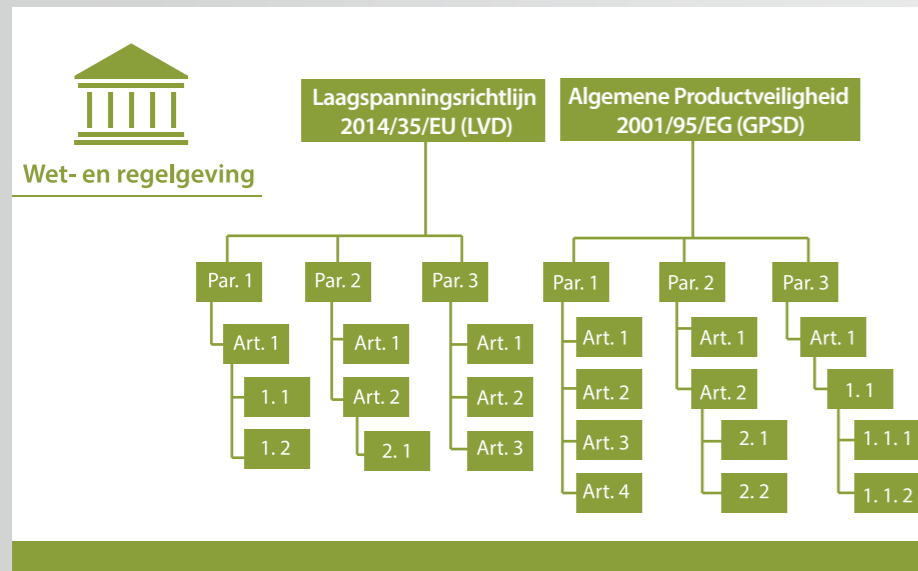 Wet- en regelgeving
Laagspanningsrichtlijn
2014/35/EU (LVD)
Algemene Productveiligheid
2001/95/EG (GPSD)
Par. 1
Par. 2
Par. 3
Art. 1
1. 1
1. 2
Art. 1
Art. 2
2. 1
Art. 1
Art. 2
Art. 3
Par. 1
Par. 2
Par. 3
Art. 1
Art. 2
Art. 3
Art. 4
Art. 1
Art. 2
2. 1
2. 2
Art. 1
1. 1
1. 1. 1
1. 1. 2